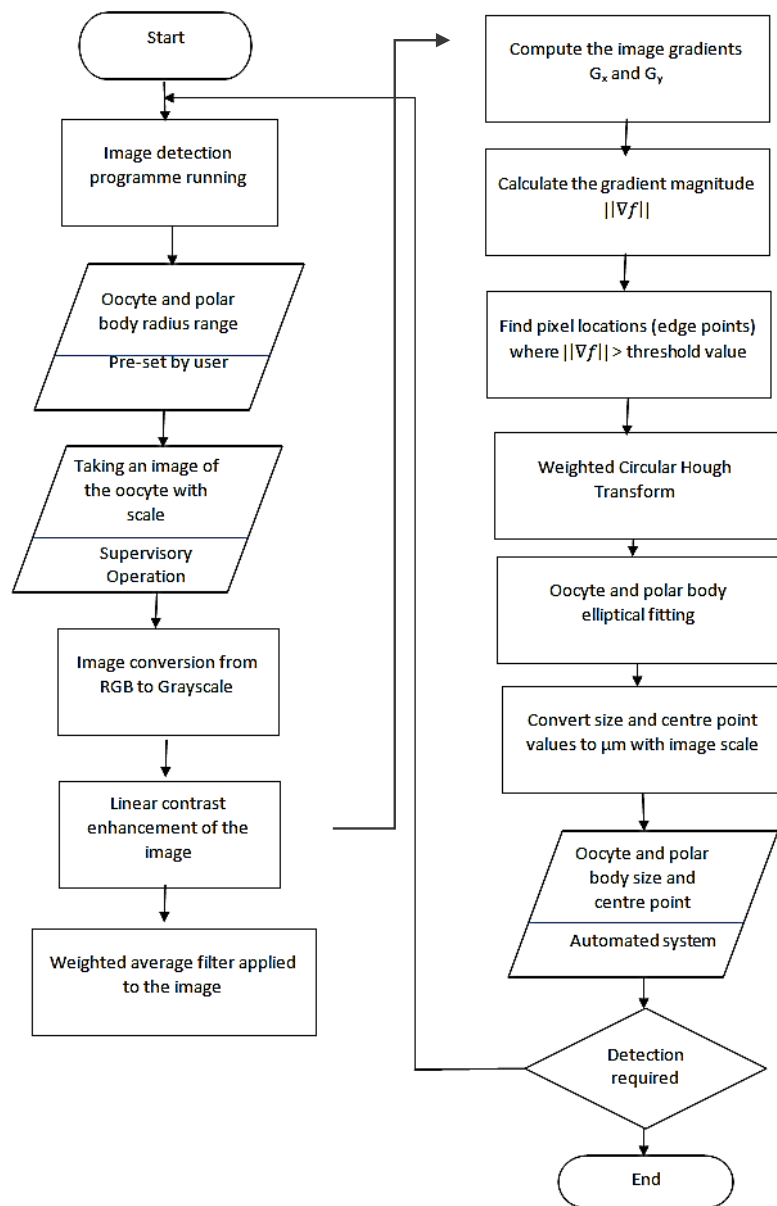 Start
Image detection
programme running
Oocyte and polar
body radius range
Pre-set by user
Taking an image of
the oocyte with
scale
Supervisory
Operation
Image conversion from
RGB to Grayscale
Linear contrast
enhancement of the
image
Weighted average filter applied
to the image
Compute the image gradients
Gₓ and Gᵧ
Calculate the gradient magnitude
||∇f||
Find pixel locations (edge points)
where ||∇f|| > threshold value
Weighted Circular Hough
Transform
Oocyte and polar body
elliptical fitting
Convert size and centre point
values to µm with image scale
Oocyte and polar
body size and
centre point
Automated system
Detection
required
End